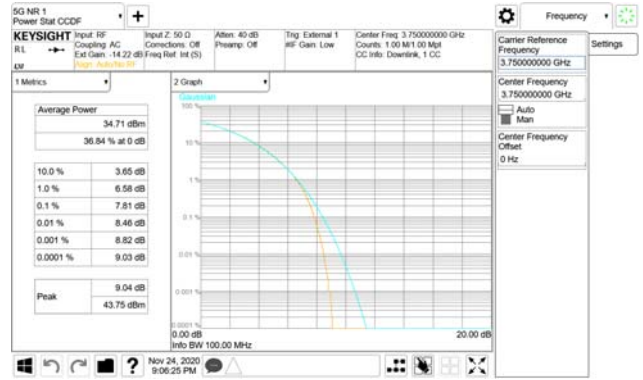 5G NR 1
Power Stat CCDF
Frequency
KEYSIGHT
RL
Input: RF
Coupling: AC
Ext Gain: -14.22 dB
Align: Auto/No RF
Input Z: 50 Ω
Corrections: Off
Freq Ref: Int (S)
Atten: 40 dB
Preamp: Off
Trig: External 1
#IF Gain: Low
Center Freq: 3.750000000 GHz
Counts: 1.00 M/1.00 Mpt
CC Info: Downlink, 1 CC
Carrier Reference
Frequency
3.750000000 GHz
Settings
Center Frequency
3.750000000 GHz
Auto
Man
Center Frequency
Offset
0 Hz
1 Metrics
Average Power
34.71 dBm
36.84 % at 0 dB
10.0 % 3.65 dB
1.0 % 6.58 dB
0.1 % 7.81 dB
0.01 % 8.46 dB
0.001 % 8.82 dB
0.0001 % 9.03 dB
Peak
9.04 dB
43.75 dBm
2 Graph
Gaussian
100 %
10 %
1 %
0.1 %
0.01 %
0.001 %
0.0001 %
0.00 dB
20.00 dB
Info BW 100.00 MHz
?
Nov 24, 2020
9:06:25 PM